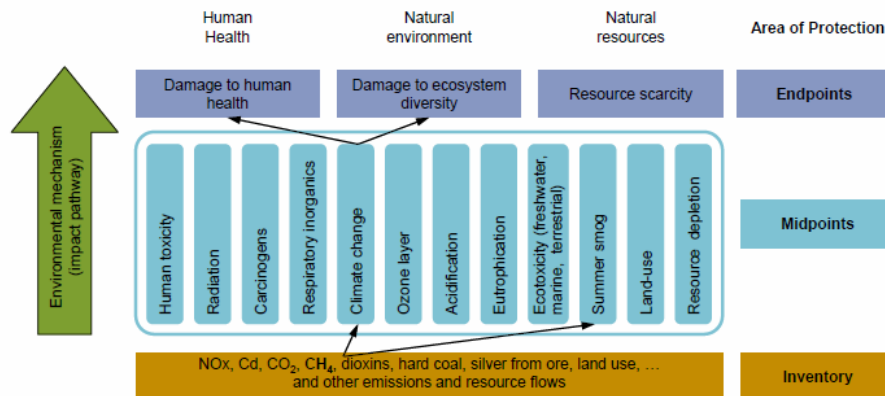 Human
Health
Natural
environment
Natural
resources
Area of Protection
Damage to human
health
Damage to ecosystem
diversity
Resource scarcity
Endpoints
Environmental mechanism
(impact pathway)
Human toxicity
Radiation
Carcinogens
Respiratory inorganics
Climate change
Ozone layer
Acidification
Eutrophication
Ecotoxicity (freshwater,
marine, terrestrial)
Summer smog
Land-use
Resource depletion
Midpoints
NOx, Cd, CO₂, CH₄, dioxins, hard coal, silver from ore, land use, …
and other emissions and resource flows
Inventory